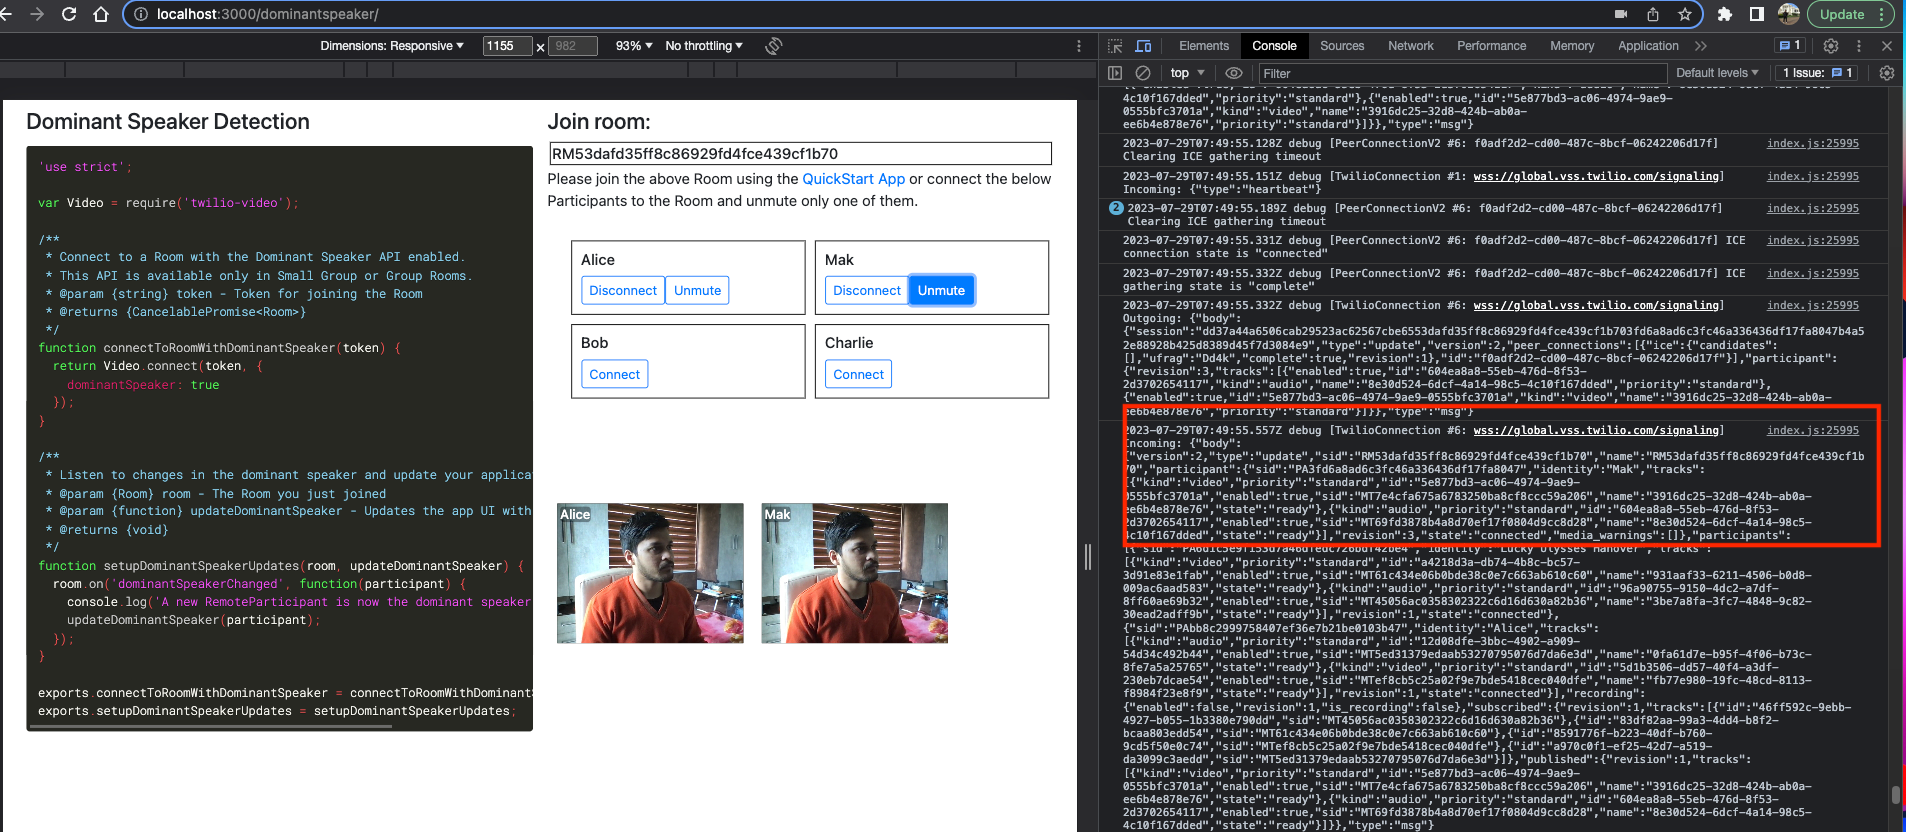 localhost:3000/dominantspeaker/
Update
Dimensions: Responsive
1155
×
982
93%
No throttling
Elements
Console
Sources
Network
Performance
Memory
Application
1
top
Filter
Default levels
1 Issue:
1
Dominant Speaker Detection
'use strict';
var Video = require('twilio-video');
/**
* Connect to a Room with the Dominant Speaker API enabled.
* This API is available only in Small Group or Group Rooms.
* @param {string} token - Token for joining the Room
* @returns {CancelablePromise<Room>}
*/
function connectToRoomWithDominantSpeaker(token) {
return Video.connect(token, {
dominantSpeaker: true
});
}
/**
* Listen to changes in the dominant speaker and update your applicat
* @param {Room} room - The Room you just joined
* @param {function} updateDominantSpeaker - Updates the app UI with
* @returns {void}
*/
function setupDominantSpeakerUpdates(room, updateDominantSpeaker) {
room.on('dominantSpeakerChanged', function(participant) {
console.log('A new RemoteParticipant is now the dominant speaker
updateDominantSpeaker(participant);
});
}
exports.connectToRoomWithDominantSpeaker = connectToRoomWithDominantS
exports.setupDominantSpeakerUpdates = setupDominantSpeakerUpdates;
Join room:
RM53dafd35ff8c86929fd4fce439cf1b70
Please join the above Room using the QuickStart App or connect the below
Participants to the Room and unmute only one of them.
Alice
Disconnect
Unmute
Mak
Disconnect
Unmute
Bob
Connect
Charlie
Connect
Alice
Mak
4c10f167dded","priority":"standard"},{"enabled":true,"id":"5e877bd3-ac06-4974-9ae9-
0555bfc3701a","kind":"video","name":"3916dc25-32d8-424b-ab0a-
ee6b4e878e76","priority":"standard"}]}},"type":"msg"}
2023-07-29T07:49:55.128Z debug [PeerConnectionV2 #6: f0adf2d2-cd00-487c-8bcf-06242206d17f] index.js:25995
Clearing ICE gathering timeout
2023-07-29T07:49:55.151Z debug [TwilioConnection #1: wss://global.vss.twilio.com/signaling] index.js:25995
Incoming: {"type":"heartbeat"}
2 2023-07-29T07:49:55.189Z debug [PeerConnectionV2 #6: f0adf2d2-cd00-487c-8bcf-06242206d17f] index.js:25995
Clearing ICE gathering timeout
2023-07-29T07:49:55.331Z debug [PeerConnectionV2 #6: f0adf2d2-cd00-487c-8bcf-06242206d17f] ICE index.js:25995
connection state is "connected"
2023-07-29T07:49:55.332Z debug [PeerConnectionV2 #6: f0adf2d2-cd00-487c-8bcf-06242206d17f] ICE index.js:25995
gathering state is "complete"
2023-07-29T07:49:55.332Z debug [TwilioConnection #6: wss://global.vss.twilio.com/signaling] index.js:25995
Outgoing: {"body":
{"session":"dd37a44a6506cab29523ac62567cbe6553dafd35ff8c86929fd4fce439cf1b703fd6a8ad6c3fc46a336436df17fa8047b4a5
2e88928b425d8389d45f7d3084e9","type":"update","version":2,"peer_connections":[{"ice":{"candidates":
[],"ufrag":"Dd4k","complete":true,"revision":1},"id":"f0adf2d2-cd00-487c-8bcf-06242206d17f"}],"participant":
{"revision":3,"tracks":[{"enabled":true,"id":"604ea8a8-55eb-476d-8f53-
2d3702654117","kind":"audio","name":"8e30d524-6dcf-4a14-98c5-4c10f167dded","priority":"standard"},
{"enabled":true,"id":"5e877bd3-ac06-4974-9ae9-0555bfc3701a","kind":"video","name":"3916dc25-32d8-424b-ab0a-
ee6b4e878e76","priority":"standard"}]}},"type":"msg"}
2023-07-29T07:49:55.557Z debug [TwilioConnection #6: wss://global.vss.twilio.com/signaling] index.js:25995
Incoming: {"body":
{"version":2,"type":"update","sid":"RM53dafd35ff8c86929fd4fce439cf1b70","name":"RM53dafd35ff8c86929fd4fce439cf1b
70","participant":{"sid":"PA3fd6a8ad6c3fc46a336436df17fa8047","identity":"Mak","tracks":
[{"kind":"video","priority":"standard","id":"5e877bd3-ac06-4974-9ae9-
0555bfc3701a","enabled":true,"sid":"MT7e4cfa675a6783250ba8cf8ccc59a206","name":"3916dc25-32d8-424b-ab0a-
ee6b4e878e76","state":"ready"},{"kind":"audio","priority":"standard","id":"604ea8a8-55eb-476d-8f53-
2d3702654117","enabled":true,"sid":"MT69fd3878b4a8d70ef17f0804d9cc8d28","name":"8e30d524-6dcf-4a14-98c5-
4c10f167dded","state":"ready"}],"revision":3,"state":"connected","media_warnings":[]},"participants":
[{"kind":"video","priority":"standard","id":"a4218d3a-db74-4b8c-bc57-
3d91e83e1fab","enabled":true,"sid":"MT61c434e06b0bde38c0e7c663ab610c60","name":"931aaf33-6211-4506-b0d8-
009ac6aad583","state":"ready"},{"kind":"audio","priority":"standard","id":"96a90755-9150-4dc2-a7df-
8ff60ae69b32","enabled":true,"sid":"MT45056ac0358302322c6d16d630a82b36","name":"3be7a8fa-3fc7-4848-9c82-
30ead2adff9b","state":"ready"}],"revision":1,"state":"connected"},
{"sid":"PAbb8c2999758407ef36e7b21be0103b47","identity":"Alice","tracks":
[{"kind":"audio","priority":"standard","id":"12d08dfe-3bbc-4902-a909-
54d34c492b44","enabled":true,"sid":"MT5ed31379edaab53270795076d7da6e3d","name":"0fa61d7e-b95f-4f06-b73c-
8fe7a5a25765","state":"ready"},{"kind":"video","priority":"standard","id":"5d1b3506-dd57-40f4-a3df-
230eb7dcae54","enabled":true,"sid":"MTef8cb5c25a02f9e7bde5418cec040dfe","name":"fb77e980-19fc-48cd-8113-
f8984f23e8f9","state":"ready"}],"revision":1,"state":"connected"}],"recording":
{"enabled":false,"revision":1,"is_recording":false},"subscribed":{"revision":1,"tracks":[{"id":"46ff592c-9ebb-
4927-b055-1b3380e790dd","sid":"MT45056ac0358302322c6d16d630a82b36"},{"id":"83df82aa-99a3-4dd4-b8f2-
bcaa803edd54","sid":"MT61c434e06b0bde38c0e7c663ab610c60"},{"id":"8591776f-b223-40df-b760-
9cd5f50e0c74","sid":"MTef8cb5c25a02f9e7bde5418cec040dfe"},{"id":"a970c0f1-ef25-42d7-a519-
da3099c3aedd","sid":"MT5ed31379edaab53270795076d7da6e3d"}]},"published":{"revision":1,"tracks":
[{"kind":"video","priority":"standard","id":"5e877bd3-ac06-4974-9ae9-
0555bfc3701a","enabled":true,"sid":"MT7e4cfa675a6783250ba8cf8ccc59a206","name":"3916dc25-32d8-424b-ab0a-
ee6b4e878e76","state":"ready"},{"kind":"audio","priority":"standard","id":"604ea8a8-55eb-476d-8f53-
2d3702654117","enabled":true,"sid":"MT69fd3878b4a8d70ef17f0804d9cc8d28","name":"8e30d524-6dcf-4a14-98c5-
4c10f167dded","state":"ready"}]}},"type":"msg"}